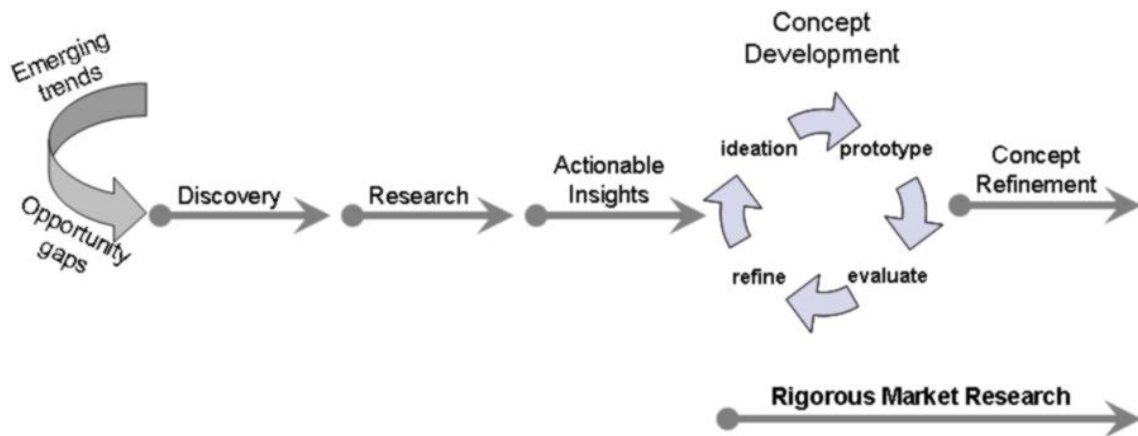 Emerging
trends
Opportunity
gaps
Discovery
Research
Actionable
Insights
Concept
Development
ideation
prototype
evaluate
refine
Concept
Refinement
Rigorous Market Research